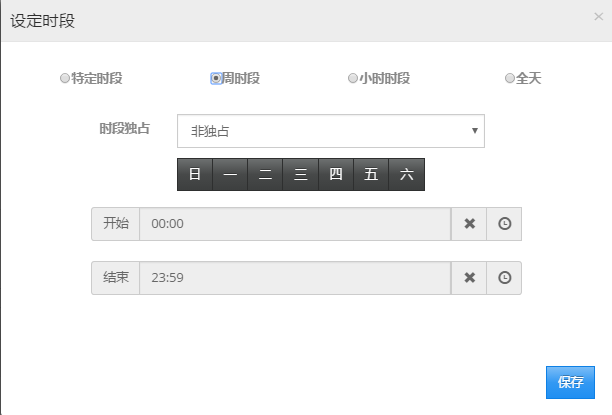 设定时段
特定时段 周时段 小时时段 全天
时段独占 非独占
日 一 二 三 四 五 六
开始 00:00
结束 23:59
保存